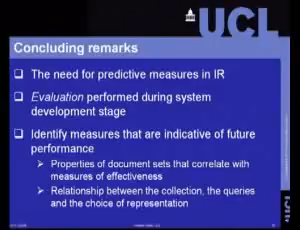 UCL
Concluding remarks
The need for predictive measures in IR
Evaluation performed during system
development stage
Identify measures that are indicative of future
performance
Properties of document sets that correlate with
measures of effectiveness
Relationship between the collection, the queries
and the choice of representation